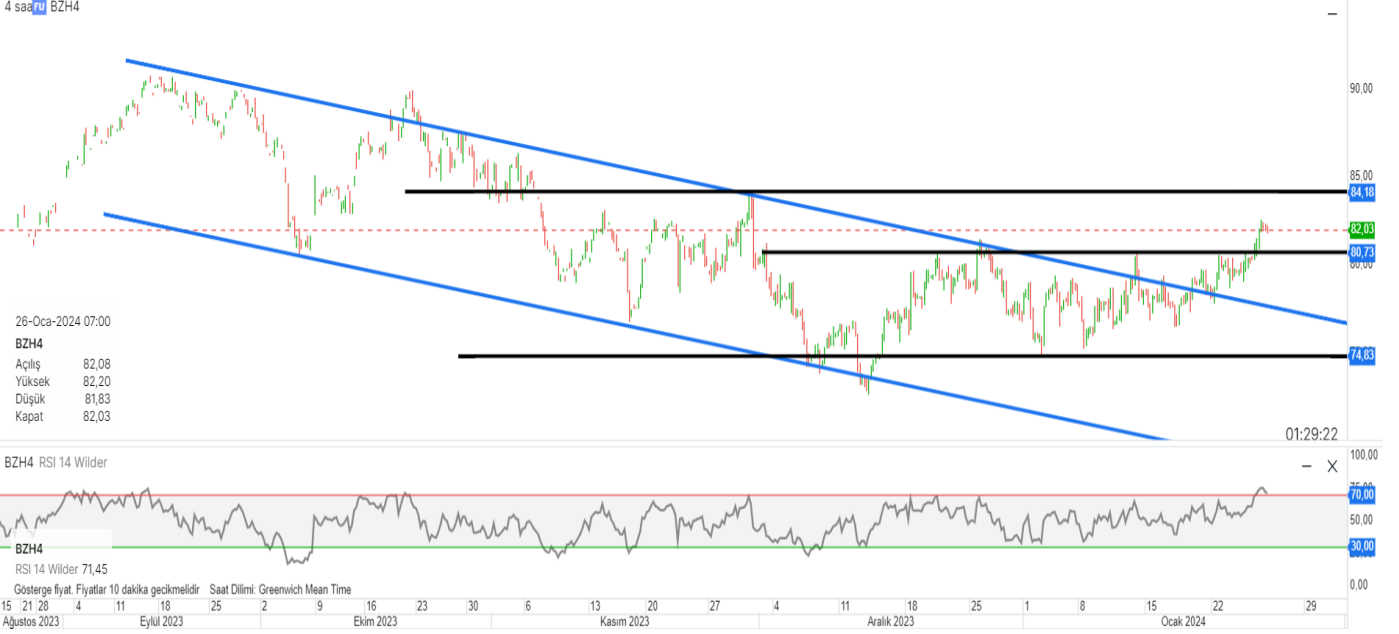 4 saa FU BZH4
90,00
85,00
84,18
82,03
80,73
80,00
26-Oca-2024 07:00
BZH4
Açılış 82,08
Yüksek 82,20
Düşük 81,83
Kapat 82,03
74,83
01:29:22
BZH4 RSI 14 Wilder
100,00
70,00
50,00
30,00
0,00
BZH4
RSI 14 Wilder 71,45
Gösterge fiyat. Fiyatlar 10 dakika gecikmelidir Saat Dilimi: Greenwich Mean Time
15 21 28 4 11 18 25 2 9 16 23 30 6 13 20 27 4 11 18 25 1 8 15 22 29
Ağustos 2023 Eylül 2023 Ekim 2023 Kasım 2023 Aralık 2023 Ocak 2024